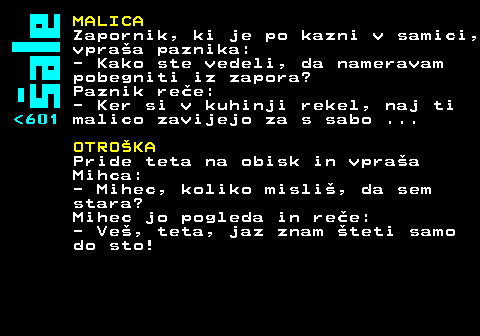 Šale
<601
MALICA
Zapornik, ki je po kazni v samici,
vpraša paznika:
- Kako ste vedeli, da nameravam
pobegniti iz zapora?
Paznik reče:
- Ker si v kuhinji rekel, naj ti
malico zavijejo za s sabo ...
OTROŠKA
Pride teta na obisk in vpraša
Mihca:
- Mihec, koliko misliš, da sem
stara?
Mihec jo pogleda in reče:
- Veš, teta, jaz znam šteti samo
do sto!